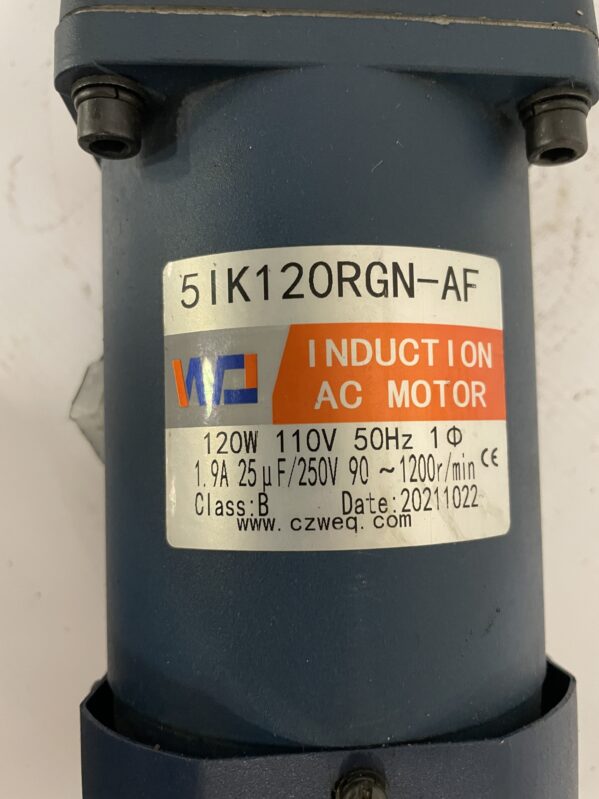 51K120RGN-AF
INDUCTION
AC MOTOR
120W 110V 50Hz 1Φ
1.9A 25μF/250V 90 ~1200r/min CE
Class:B Date:20211022
www.czweq.com